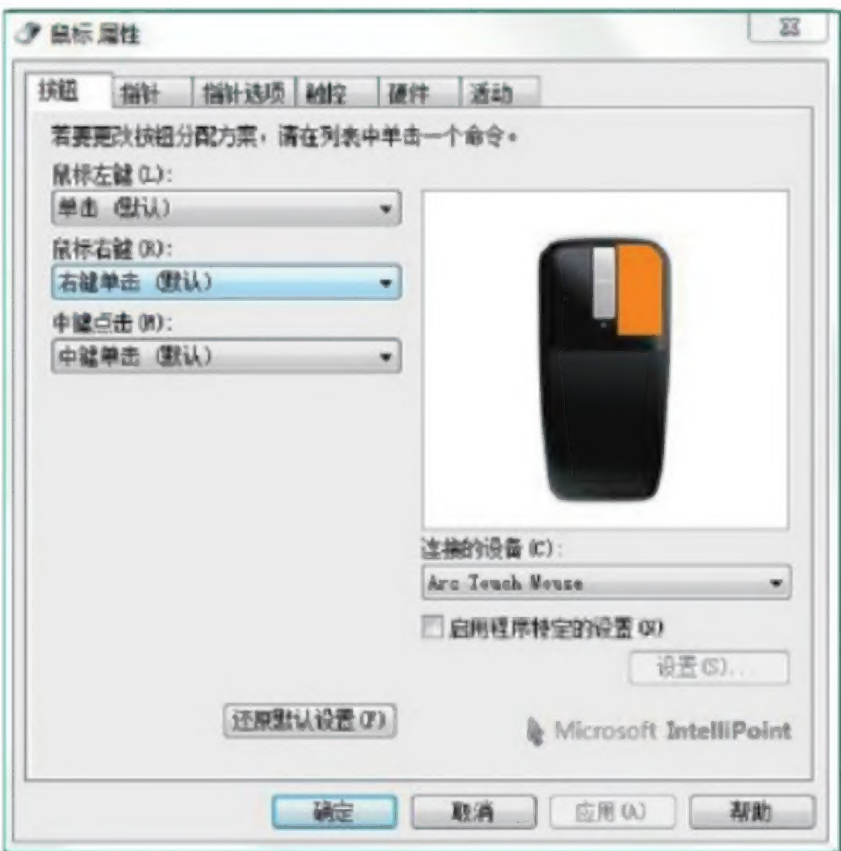 鼠标 属性
按钮 指针 指针选项 触控 硬件 活动
若要更改按钮分配方案，请在列表中单击一个命令。
鼠标左键(L)：
单击 (默认)
鼠标右键(R)：
右键单击 (默认)
中键点击(M)：
中键单击 (默认)
连接的设备(C)：
Arc Touch Mouse
启用程序特定的设置(X)
设置(S)...
还原默认设置(F)
Microsoft IntelliPoint
确定 取消 应用(A) 帮助